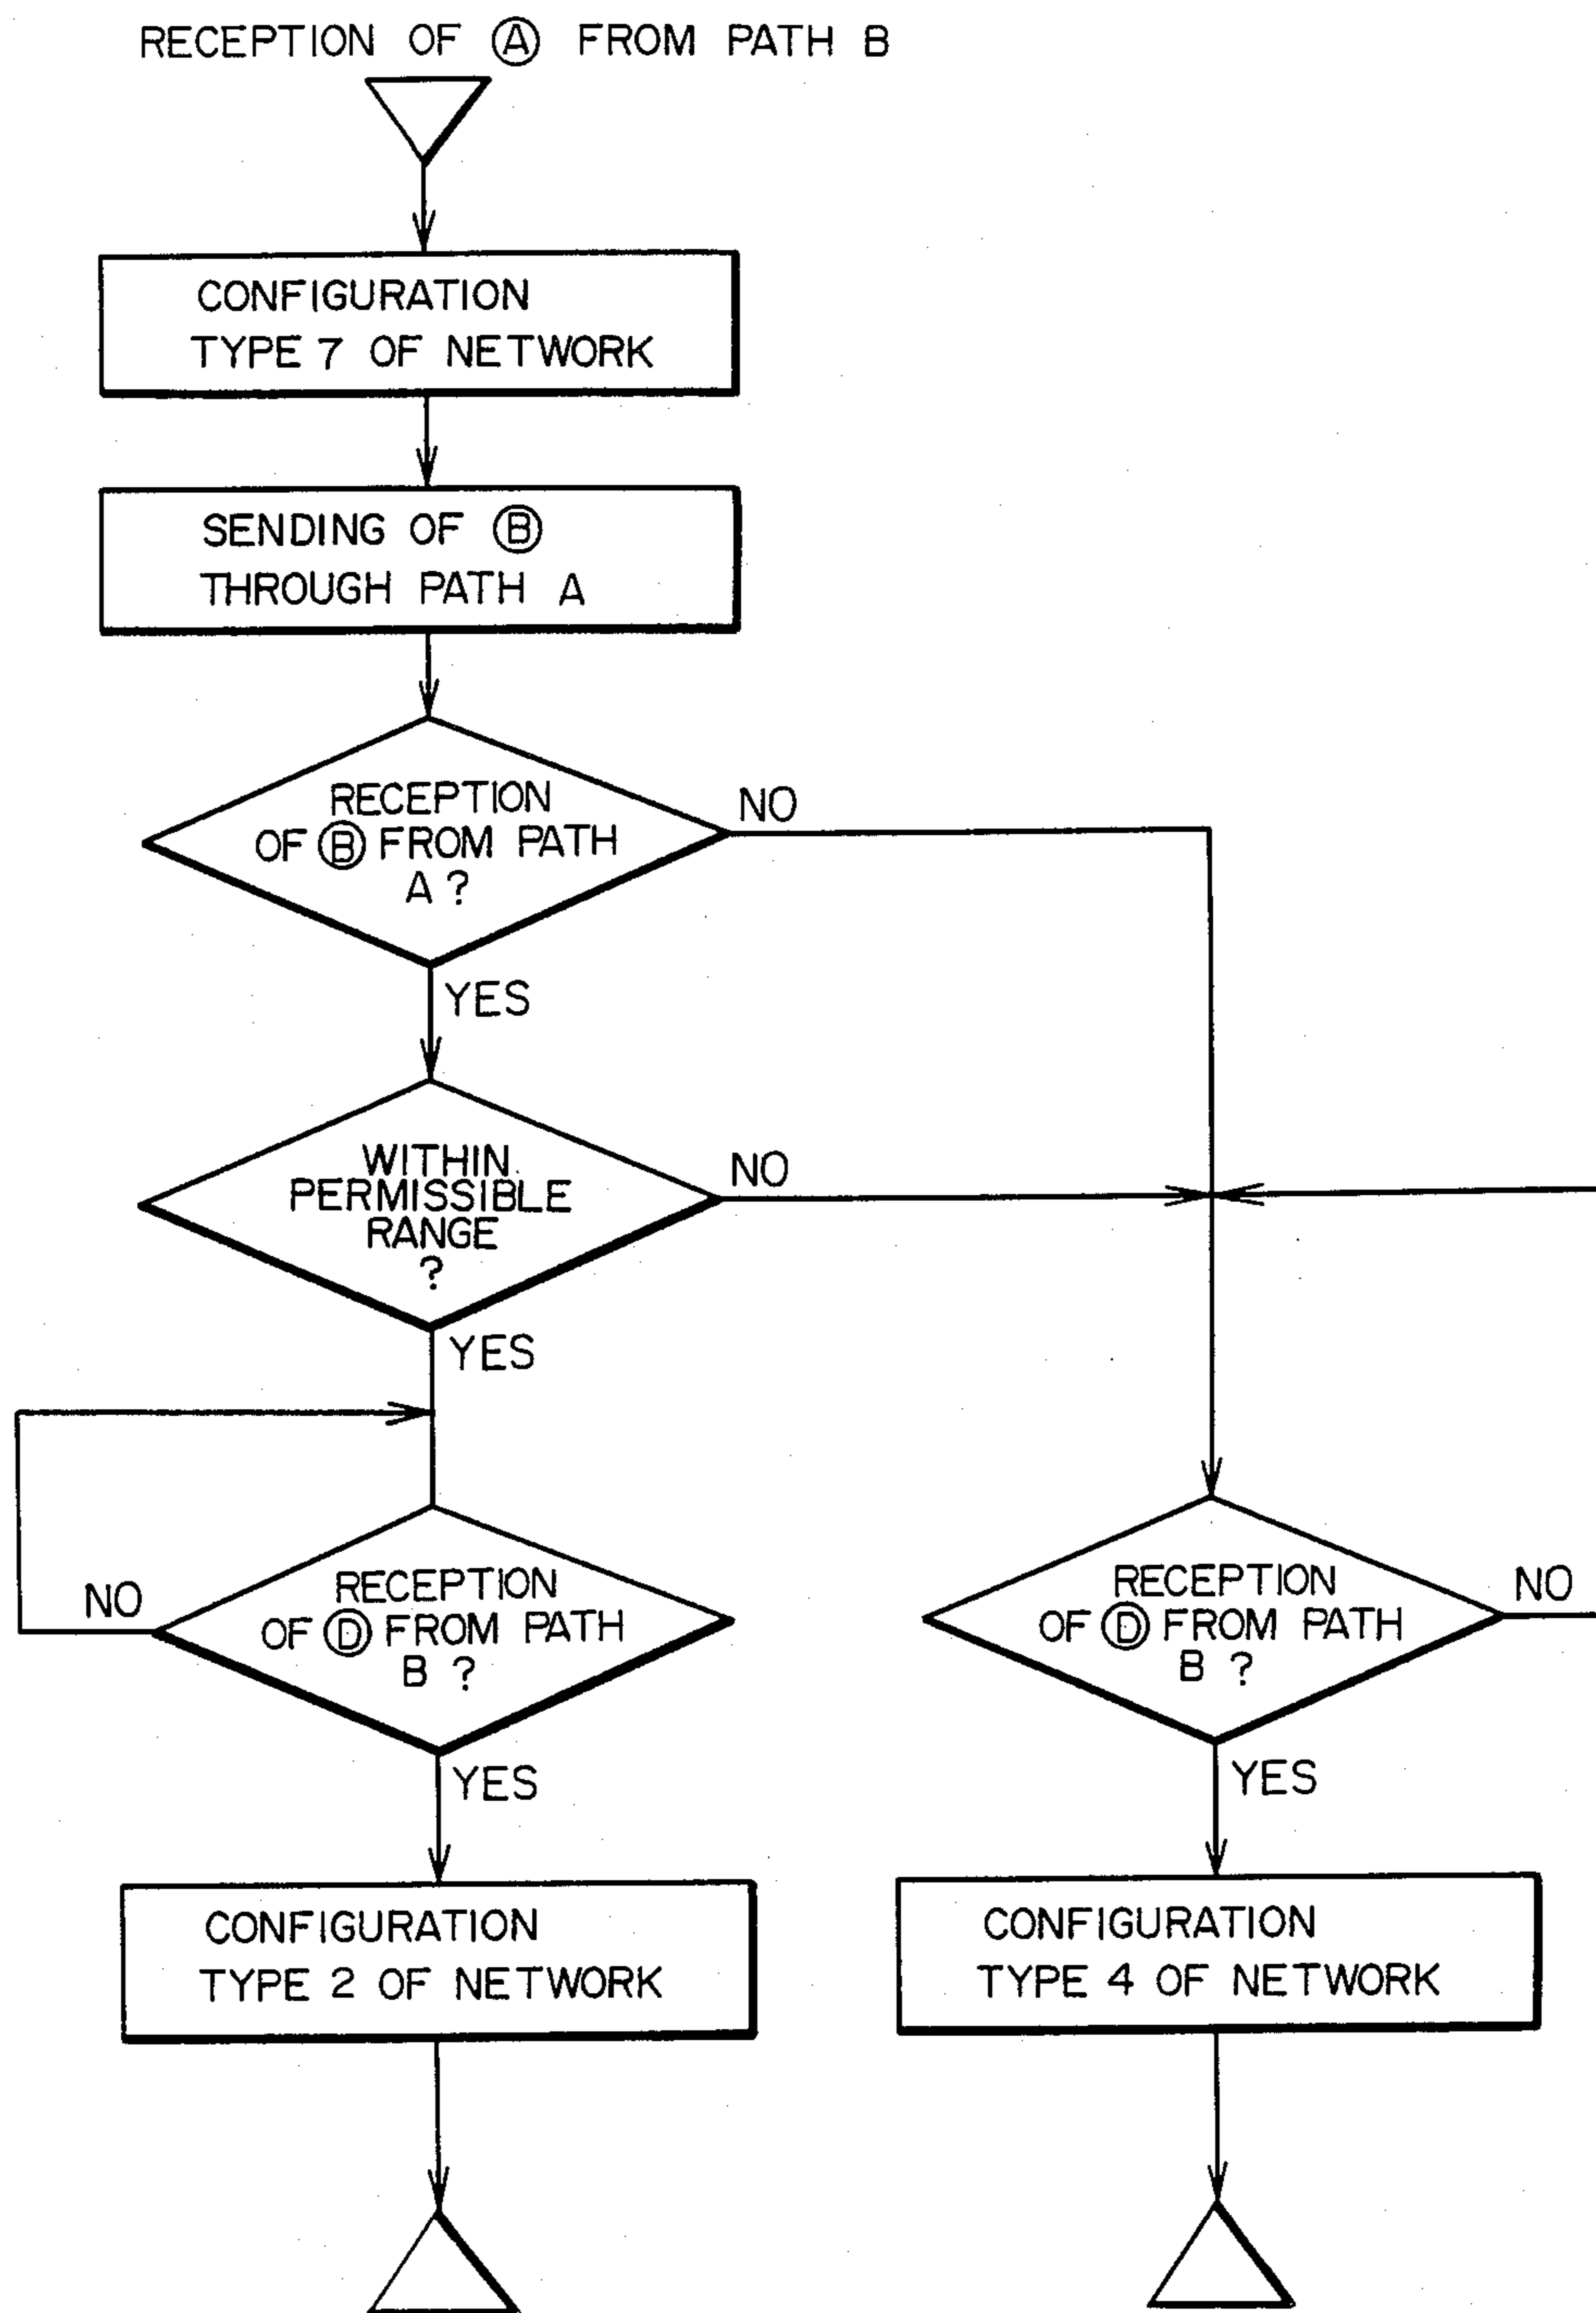 RECEPTION OF Ⓐ FROM PATH B
CONFIGURATION
TYPE 7 OF NETWORK
SENDING OF Ⓑ
THROUGH PATH A
RECEPTION
OF Ⓑ FROM PATH
A ?
NO
YES
WITHIN
PERMISSIBLE
RANGE
?
NO
YES
RECEPTION
OF Ⓓ FROM PATH
B ?
NO
YES
RECEPTION
OF Ⓓ FROM PATH
B ?
NO
YES
CONFIGURATION
TYPE 2 OF NETWORK
CONFIGURATION
TYPE 4 OF NETWORK